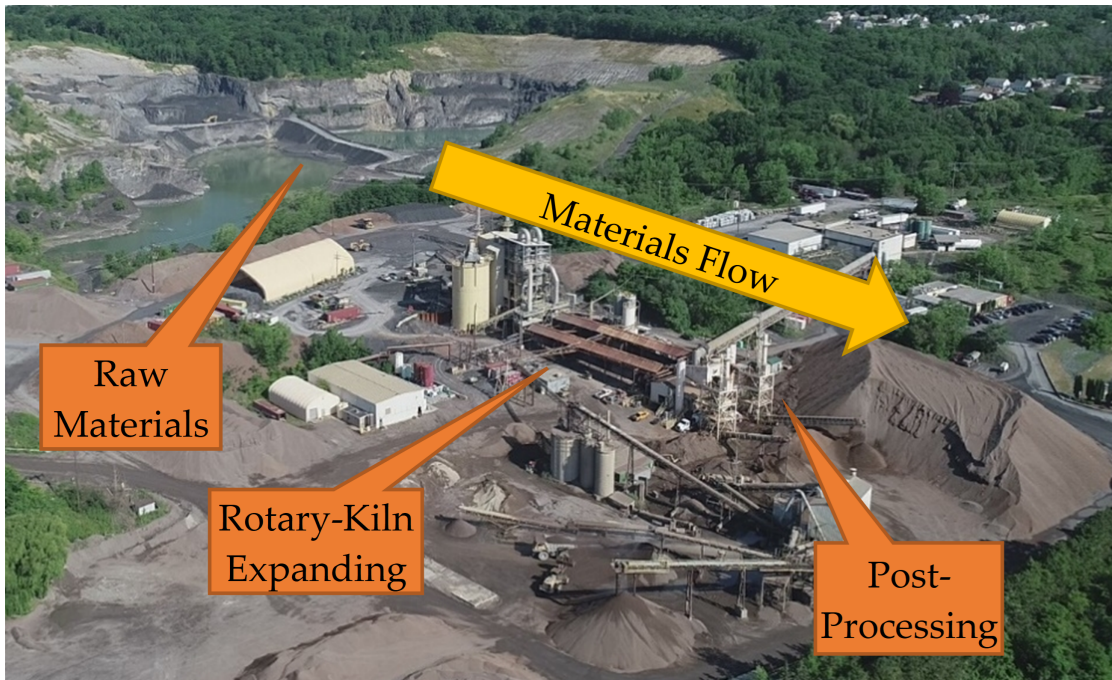 Materials Flow
Raw
Materials
Rotary-Kiln
Expanding
Post-
Processing